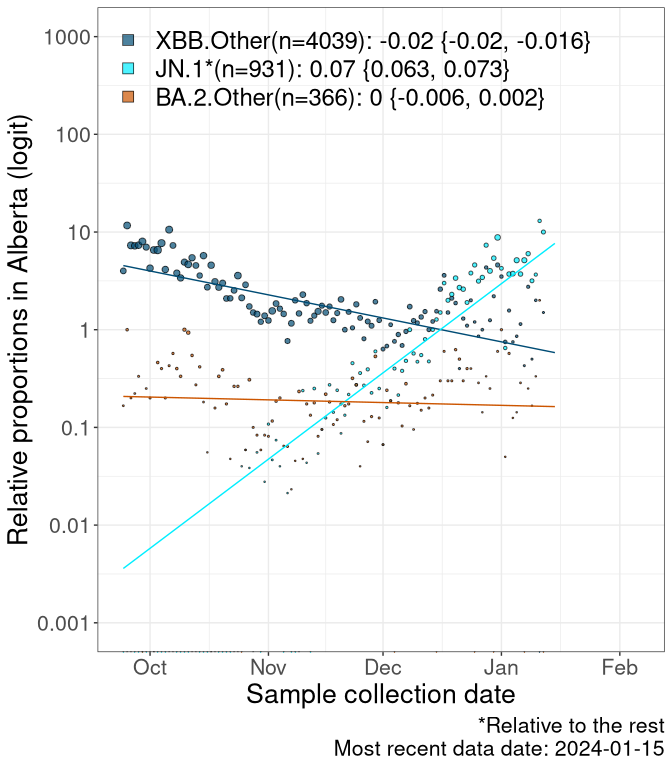 Relative proportions in Alberta (logit)
1000
100
10
1
0.1
0.01
0.001
XBB.Other(n=4039): -0.02 {-0.02, -0.016}
JN.1*(n=931): 0.07 {0.063, 0.073}
BA.2.Other(n=366): 0 {-0.006, 0.002}
Oct Nov Dec Jan Feb
Sample collection date
*Relative to the rest
Most recent data date: 2024-01-15